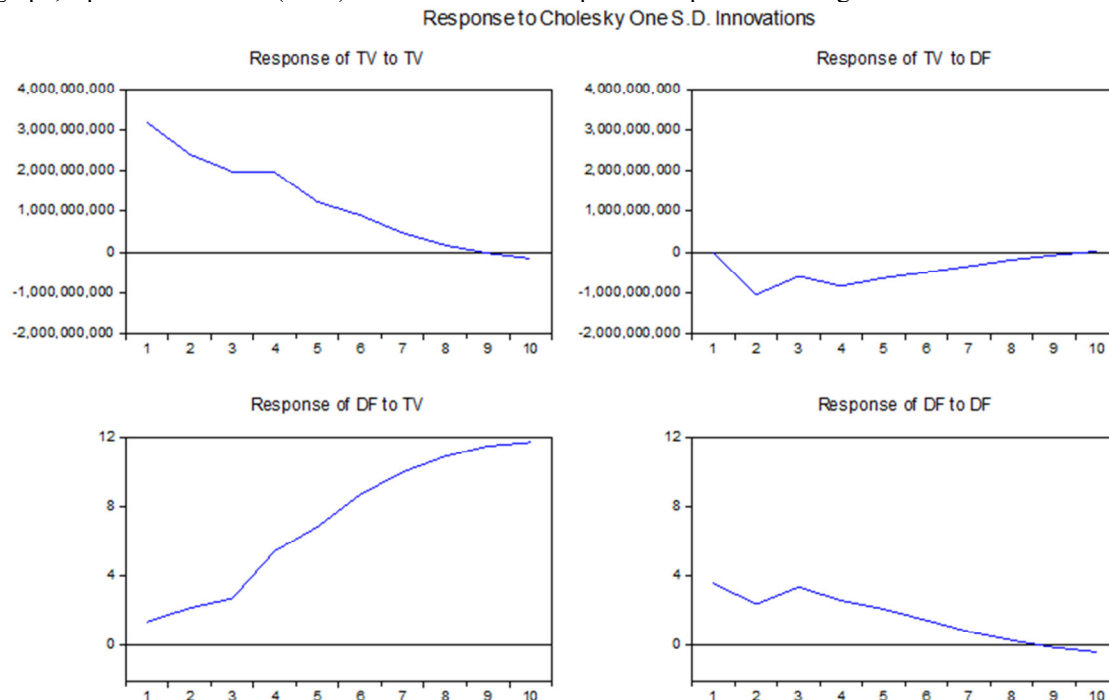 Response to Cholesky One S.D. Innovations
Response of TV to TV
4,000,000,000
3,000,000,000
2,000,000,000
1,000,000,000
0
-1,000,000,000
-2,000,000,000
1 2 3 4 5 6 7 8 9 10
Response of TV to DF
4,000,000,000
3,000,000,000
2,000,000,000
1,000,000,000
0
-1,000,000,000
-2,000,000,000
1 2 3 4 5 6 7 8 9 10
Response of DF to TV
12
8
4
0
1 2 3 4 5 6 7 8 9 10
Response of DF to DF
12
8
4
0
1 2 3 4 5 6 7 8 9 10